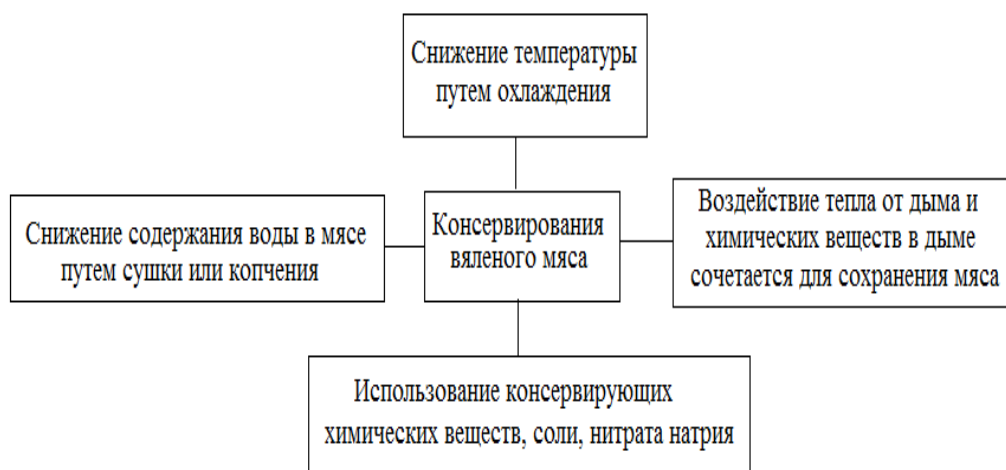 Снижение температуры
путем охлаждения
Снижение содержания воды в мясе
путем сушки или копчения
Консервирования
вяленого мяса
Воздействие тепла от дыма и
химических веществ в дыме
сочетается для сохранения мяса
Использование консервирующих
химических веществ, соли, нитрата натрия